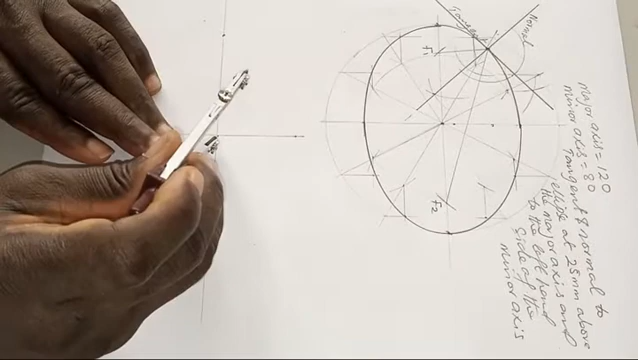 major axis = 120
minor axis = 80
Tangent & normal to
ellipse at 25mm above
the major axis and
to the left hand
side of the
minor axis
Tangent
Normal
F1
F2